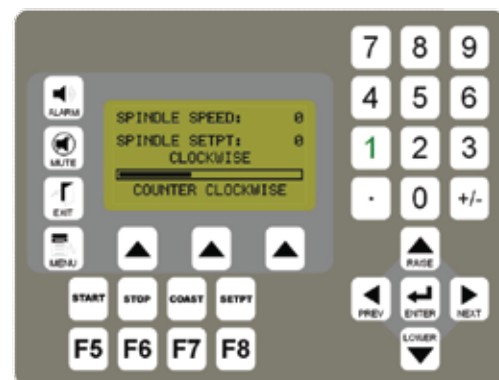 7 8 9
ALARM
4 5 6
SPINDLE SPEED: 0
SPINDLE SETPT: 0
CLOCKWISE
MUTE
1 2 3
COUNTER CLOCKWISE
EXIT
. 0 +/-
MENU
RAISE
START STOP COAST SETPT
PREV ENTER NEXT
F5 F6 F7 F8
LOWER